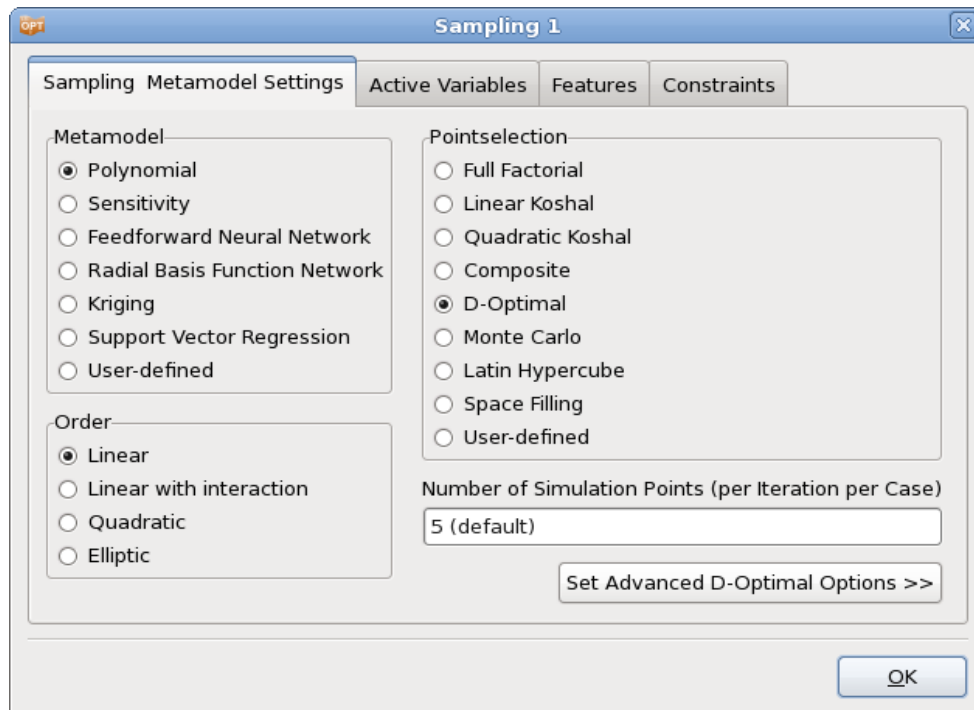 OPT
Sampling 1
Sampling  Metamodel Settings
Active Variables
Features
Constraints
Metamodel
Polynomial
Sensitivity
Feedforward Neural Network
Radial Basis Function Network
Kriging
Support Vector Regression
User-defined
Order
Linear
Linear with interaction
Quadratic
Elliptic
Pointselection
Full Factorial
Linear Koshal
Quadratic Koshal
Composite
D-Optimal
Monte Carlo
Latin Hypercube
Space Filling
User-defined
Number of Simulation Points (per Iteration per Case)
5 (default)
Set Advanced D-Optimal Options >>
OK